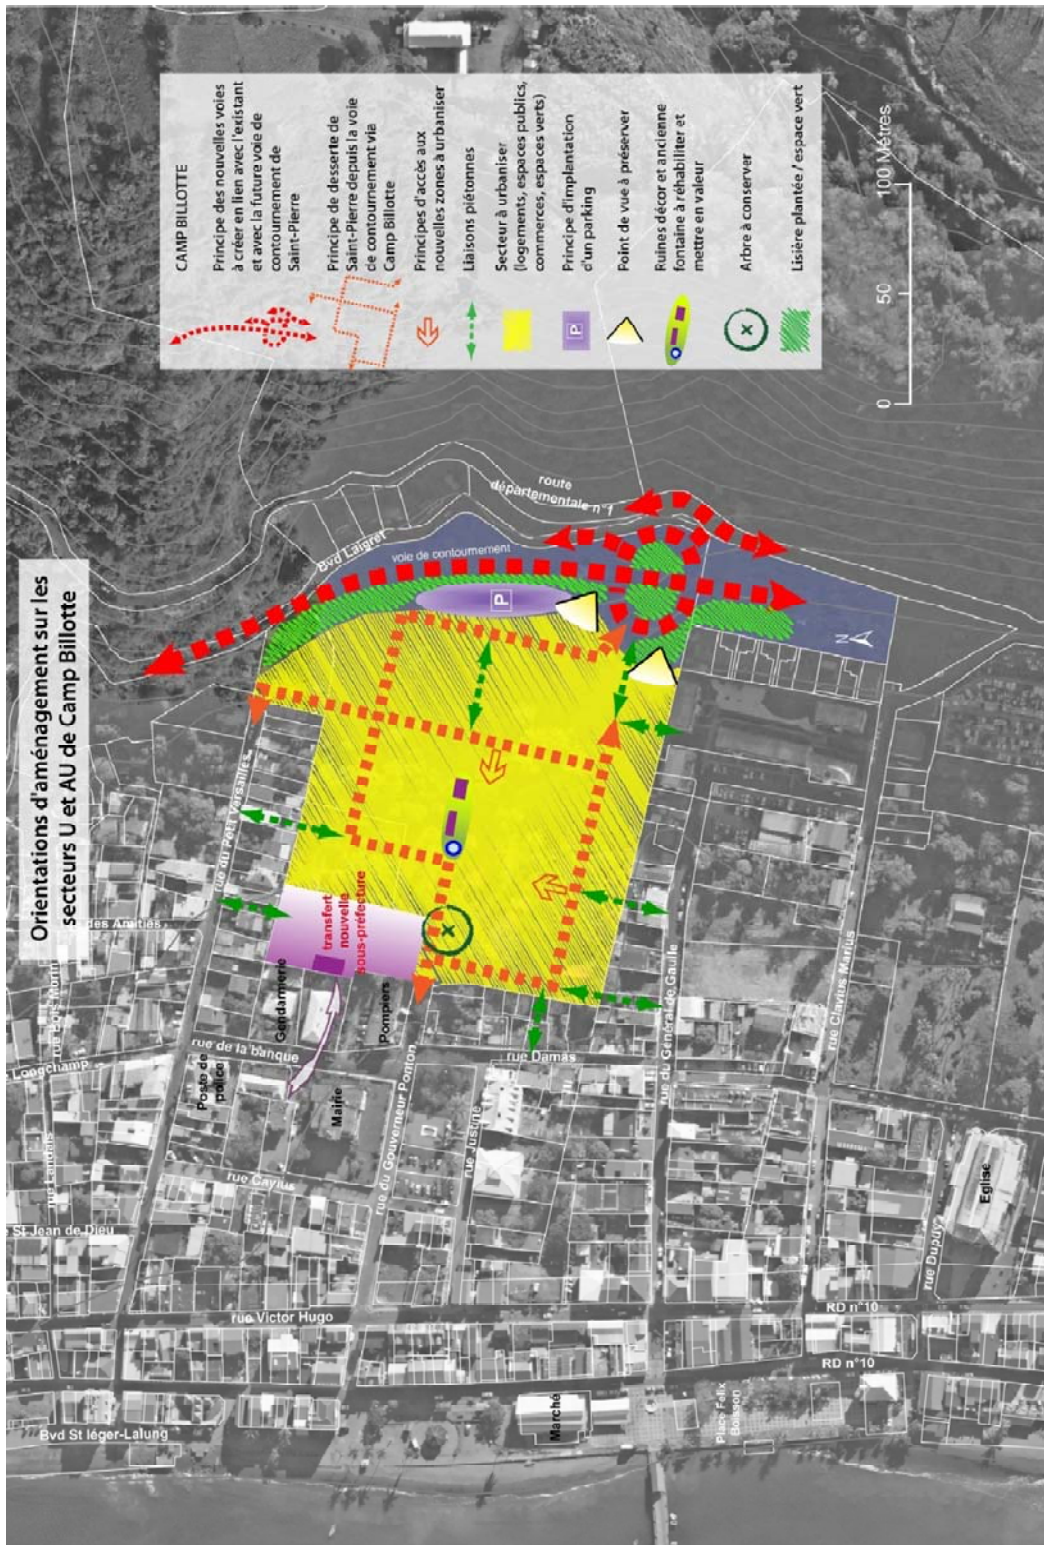 Orientations d'aménagement sur les
secteurs U et AU de Camp Billotte
CAMP BILLOTTE
Principe des nouvelles voies
à créer en lien avec l'existant
et avec la future voie de
contournement de
Saint-Pierre
Principe de desserte de
Saint-Pierre depuis la voie
de contournement via
Camp Billotte
Principes d'accès aux
nouvelles zones à urbaniser
Liaisons piétonnes
Secteur à urbaniser
(logements, espaces publics,
commerces, espaces verts)
P
Principe d'implantation
d'un parking
Point de vue à préserver
Ruines décor et ancienne
fontaine à réhabiliter et
mettre en valeur
x
Arbre à conserver
Lisière plantée / espace vert
0 50 100 Mètres
route
départementale n°1
Bvd Laigret
voie de contournement
P
N
rue du Petit Versailles
des Amitiés
transfert
nouvelle
sous-préfecture
x
Gendarmerie
Pompiers
rue de la banque
Longchamp
Poste de
police
Mairie
rue du Gouverneur Ponton
rue Damas
rue du Général de Gaulle
rue Clavius Marius
rue Justine
rue Cayius
St Jean de Dieu
rue Victor Hugo
RD n°10
RD n°10
rue Dupuy
Eglise
Marché
Place Felix
Boisson
Bvd St léger-Lalung